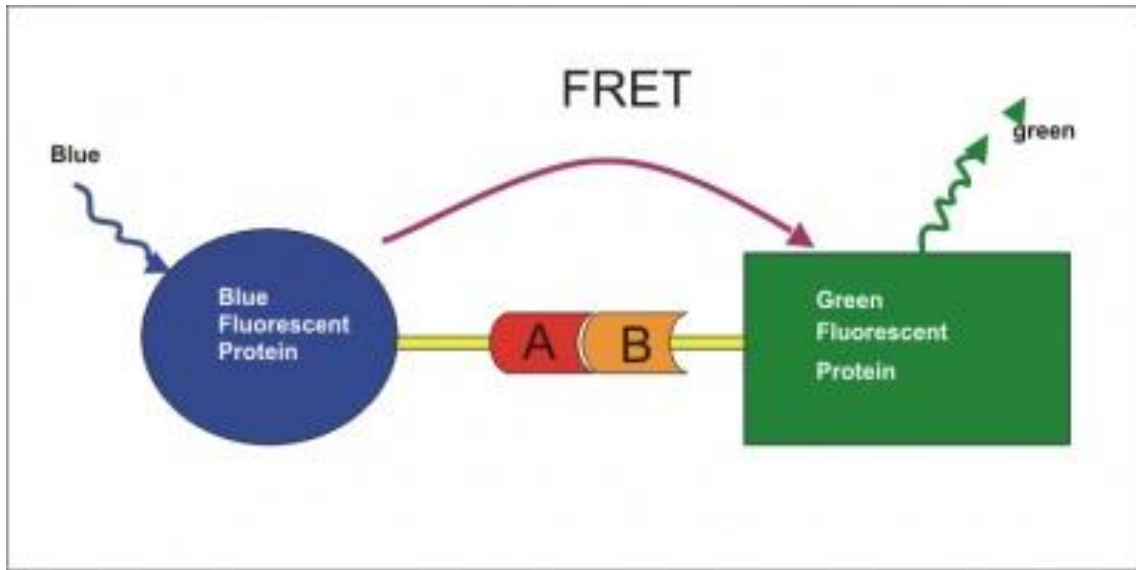 FRET
Blue
green
Blue
Fluorescent
Protein
A
B
Green
Fluorescent
Protein